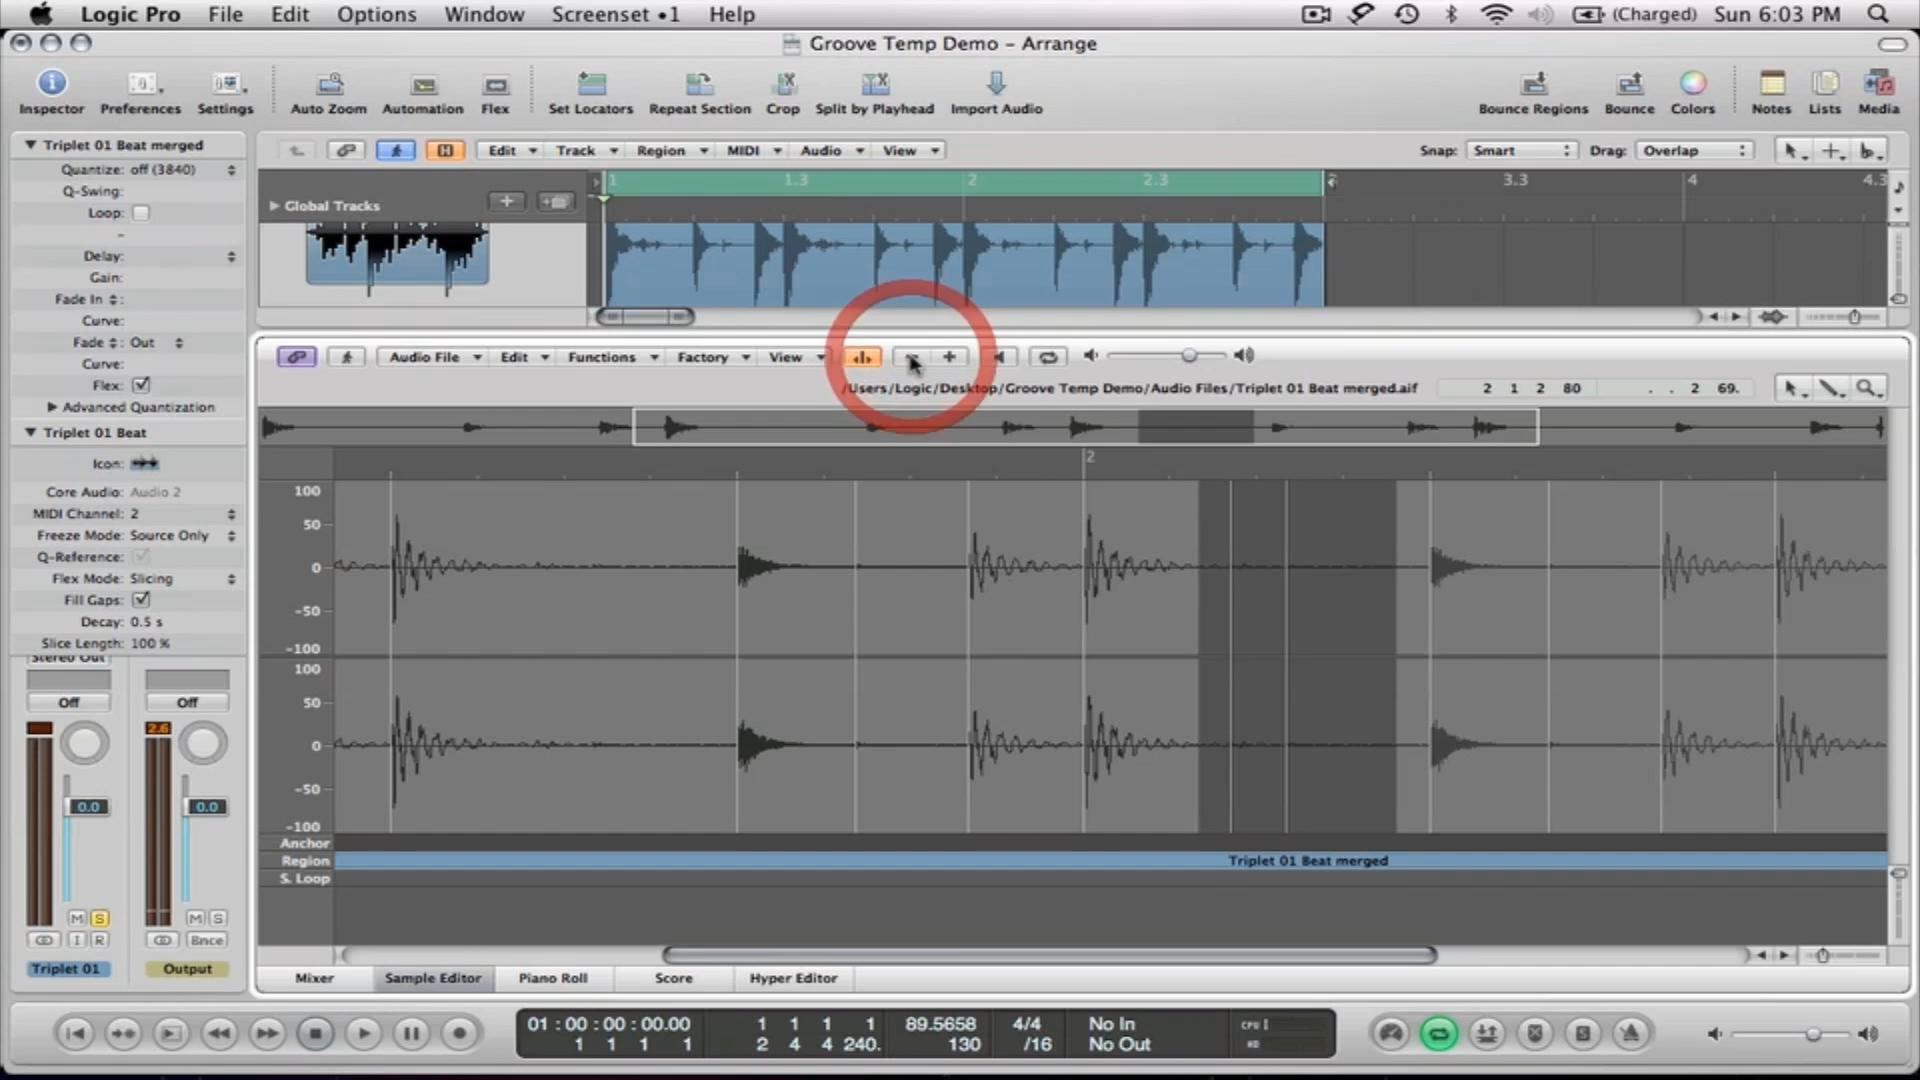 Logic Pro File Edit Options Window Screenset •1 Help (Charged) Sun 6:03 PM
Groove Temp Demo – Arrange
Inspector Preferences Settings Auto Zoom Automation Flex Set Locators Repeat Section Crop Split by Playhead Import Audio Bounce Regions Bounce Colors Notes Lists Media
Triplet 01 Beat merged
Quantize: off (3840)
Q-Swing:
Loop:
Delay:
Gain:
Fade In :
Curve:
Fade : Out
Curve:
Flex:
Advanced Quantization
Triplet 01 Beat
Icon:
Core Audio: Audio 2
MIDI Channel: 2
Freeze Mode: Source Only
Q-Reference:
Flex Mode: Slicing
Fill Gaps:
Decay: 0.5 s
Slice Length: 100 %
Stereo Out
Off Off
2.6
0.0 0.0
M S M S
I R Bnce
Triplet 01 Output
Edit Track Region MIDI Audio View Snap: Smart Drag: Overlap
1 1.3 2 2.3 3.3 4 4.3
Global Tracks
Audio File Edit Functions Factory View
/Users/Logic/Desktop/Groove Temp Demo/Audio Files/Triplet 01 Beat merged.aif 2 1 2 80 . . 2 69.
2
100
50
0
-50
-100
100
50
0
-50
-100
Anchor
Region Triplet 01 Beat merged
S. Loop
Mixer Sample Editor Piano Roll Score Hyper Editor
01 : 00 : 00 : 00.00 1 1 1 1 89.5658 4/4 No In CPU
1 1 1 1 2 4 4 240. 130 /16 No Out HD